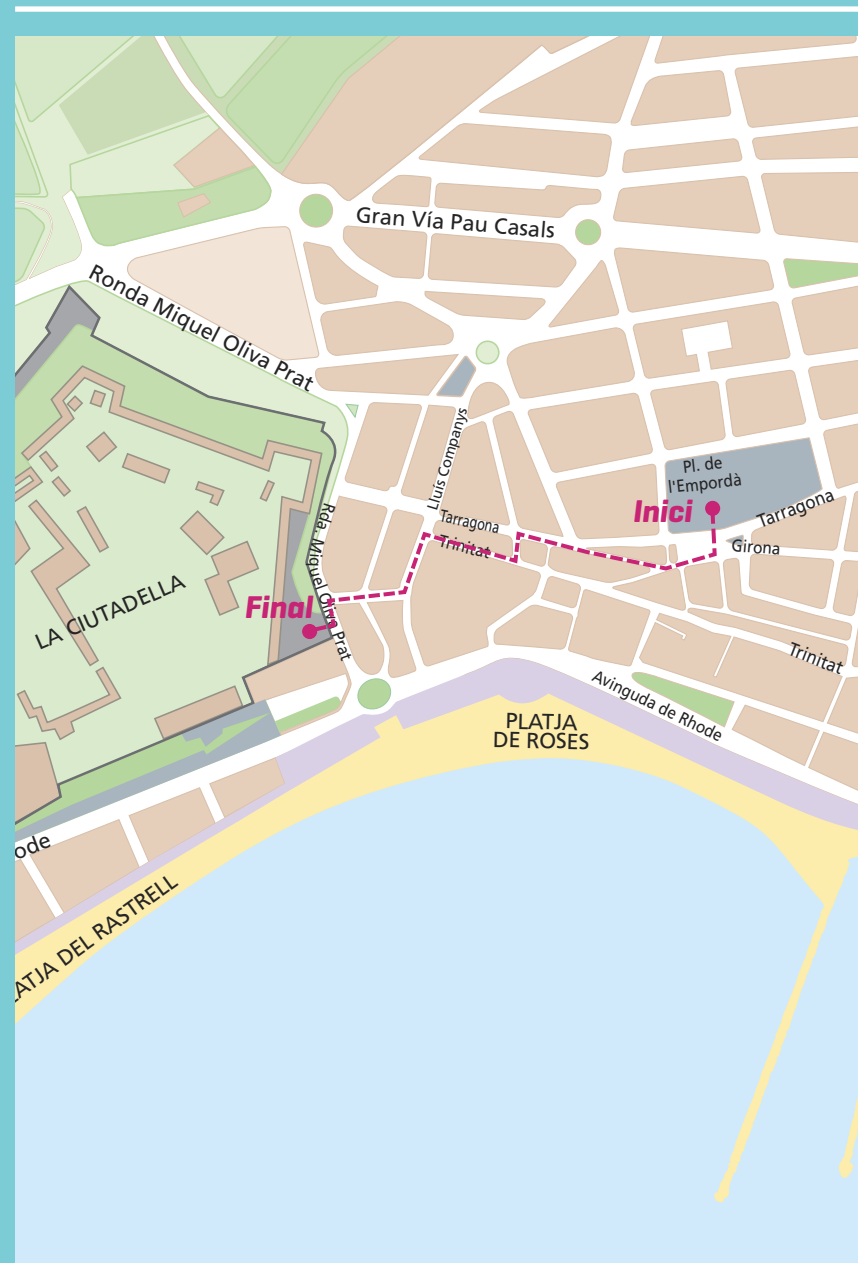 Gran Vía Pau Casals
Ronda Miquel Oliva Prat
Lluís Companys
Pl. de
l'Empordà
Inici
Tarragona
Tarragona
Trinitat
Girona
Rda. Miquel Oliva Prat
LA CIUTADELLA
Final
Trinitat
Avinguda de Rhode
PLATJA
DE ROSES
ode
ATJA DEL RASTRELL